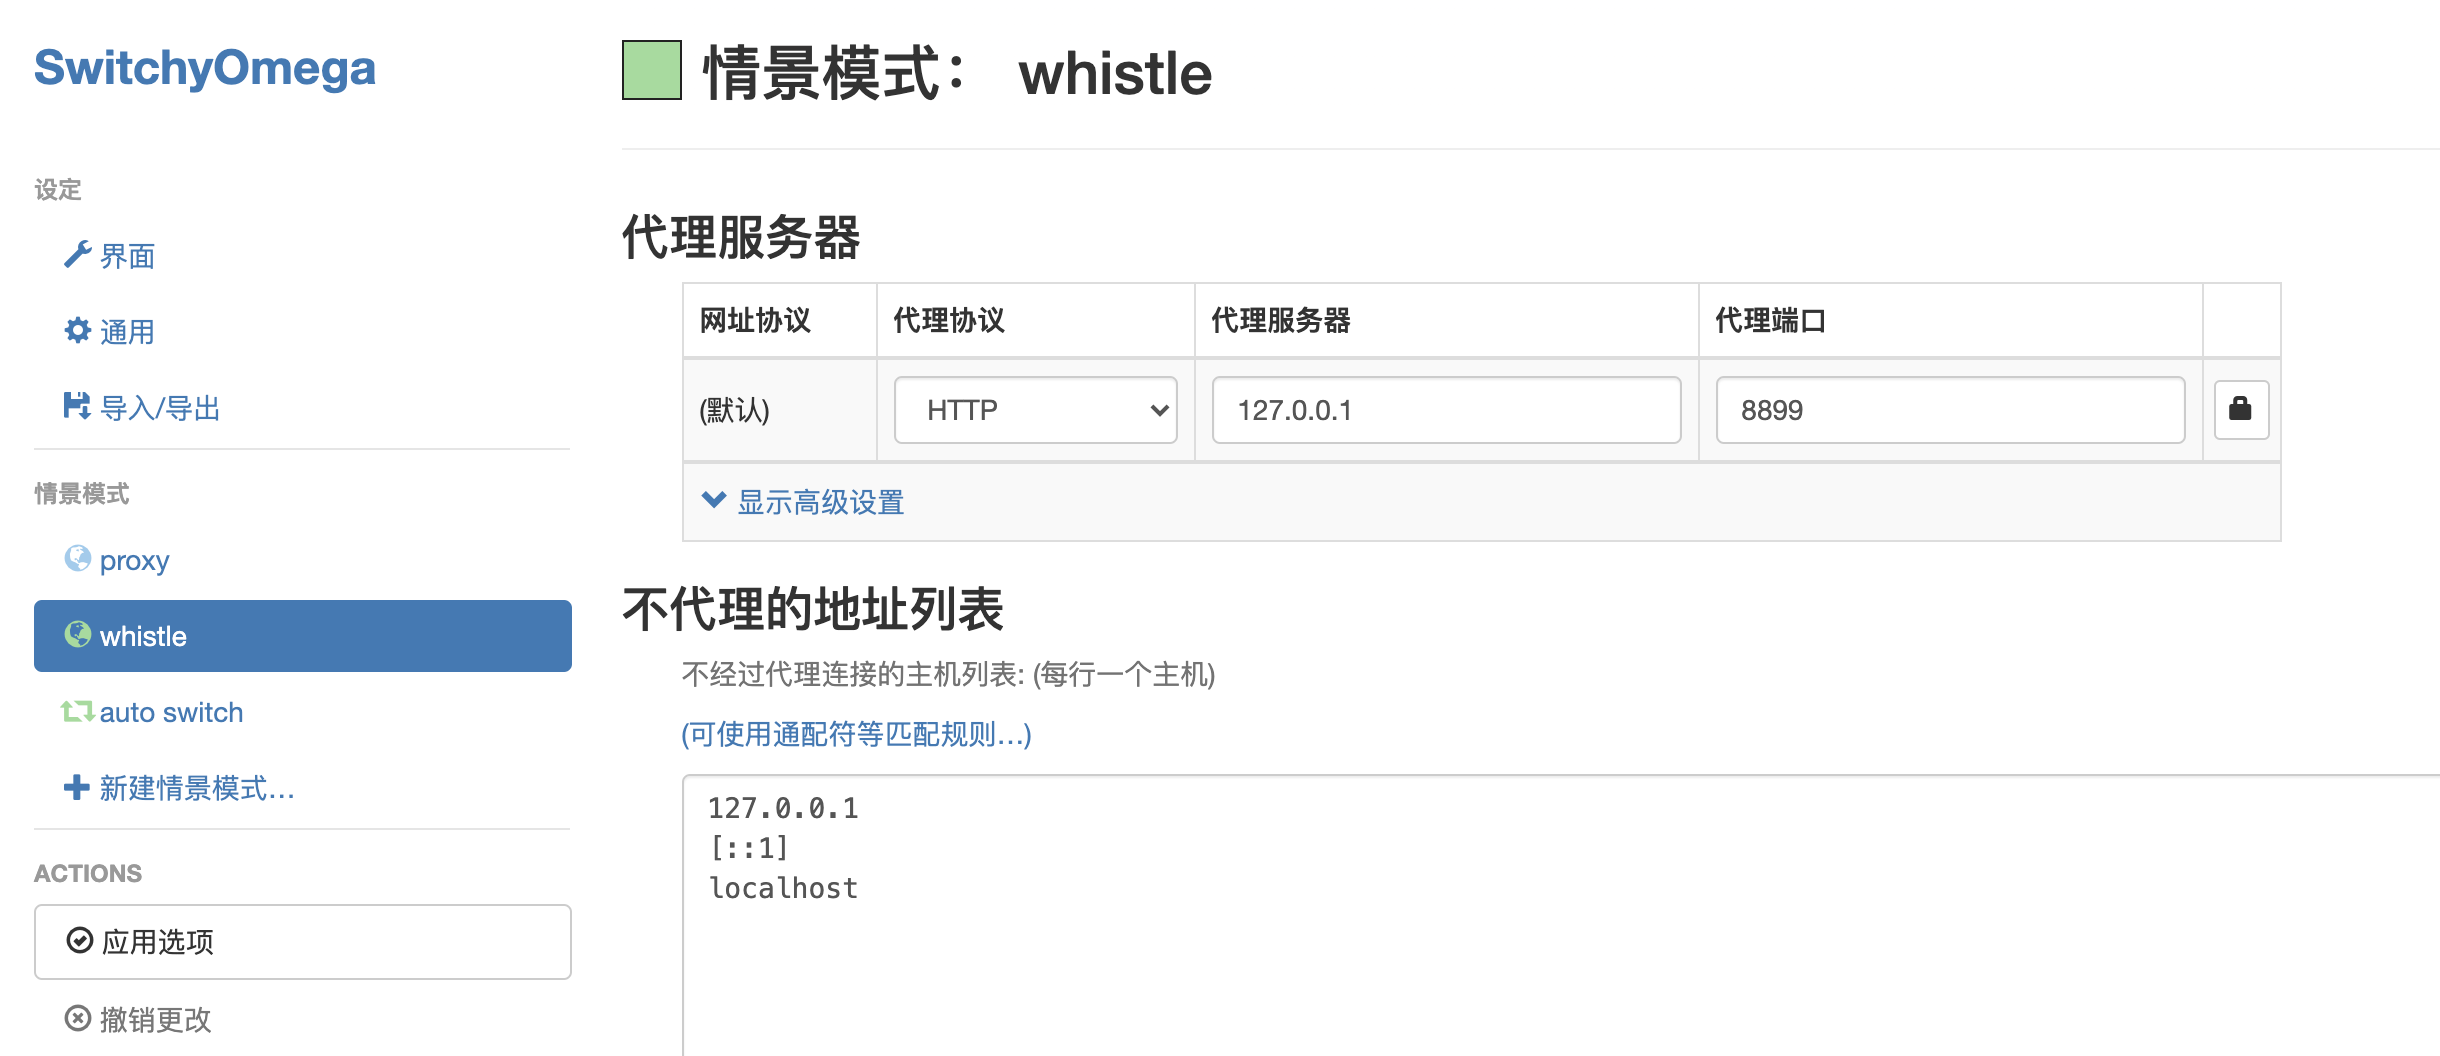 SwitchyOmega
设定
界面
通用
导入/导出
情景模式
proxy
whistle
auto switch
新建情景模式…
ACTIONS
应用选项
撤销更改
情景模式： whistle
代理服务器
网址协议 代理协议 代理服务器 代理端口
(默认) HTTP 127.0.0.1 8899
显示高级设置
不代理的地址列表
不经过代理连接的主机列表: (每行一个主机)
(可使用通配符等匹配规则…)
127.0.0.1
[::1]
localhost